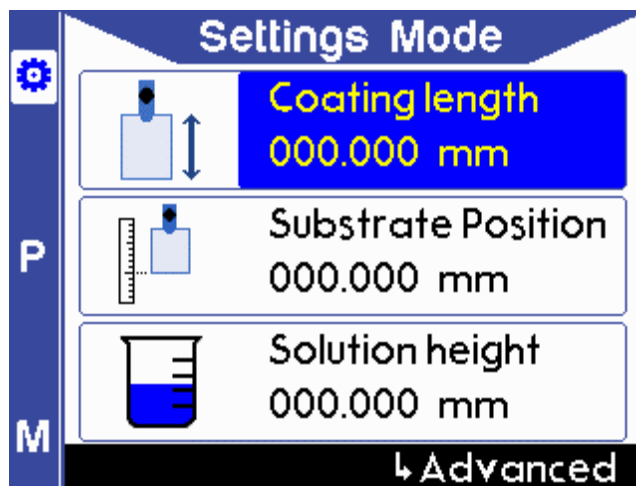 Settings Mode
Coating length
000.000 mm
P
Substrate Position
000.000 mm
Solution height
000.000 mm
M
↳ Advanced